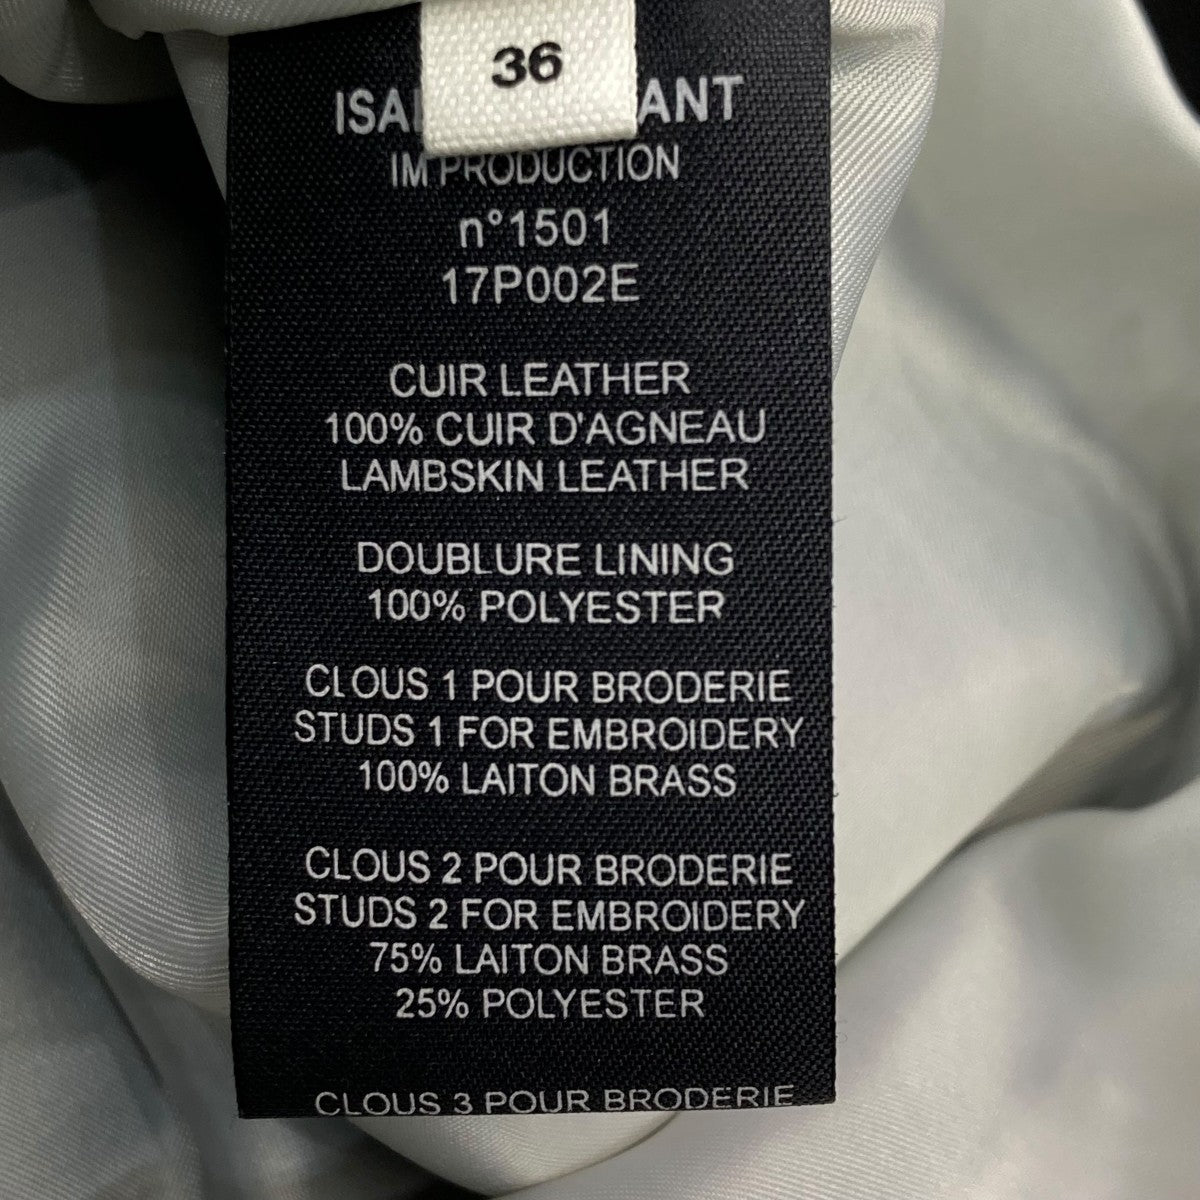 36
ISA ANT
IM PRODUCTION
n°1501
17P002E
CUIR LEATHER
100% CUIR D'AGNEAU
LAMBSKIN LEATHER
DOUBLURE LINING
100% POLYESTER
CLOUS 1 POUR BRODERIE
STUDS 1 FOR EMBROIDERY
100% LAITON BRASS
CLOUS 2 POUR BRODERIE
STUDS 2 FOR EMBROIDERY
75% LAITON BRASS
25% POLYESTER
CLOUS 3 POUR BRODERIE